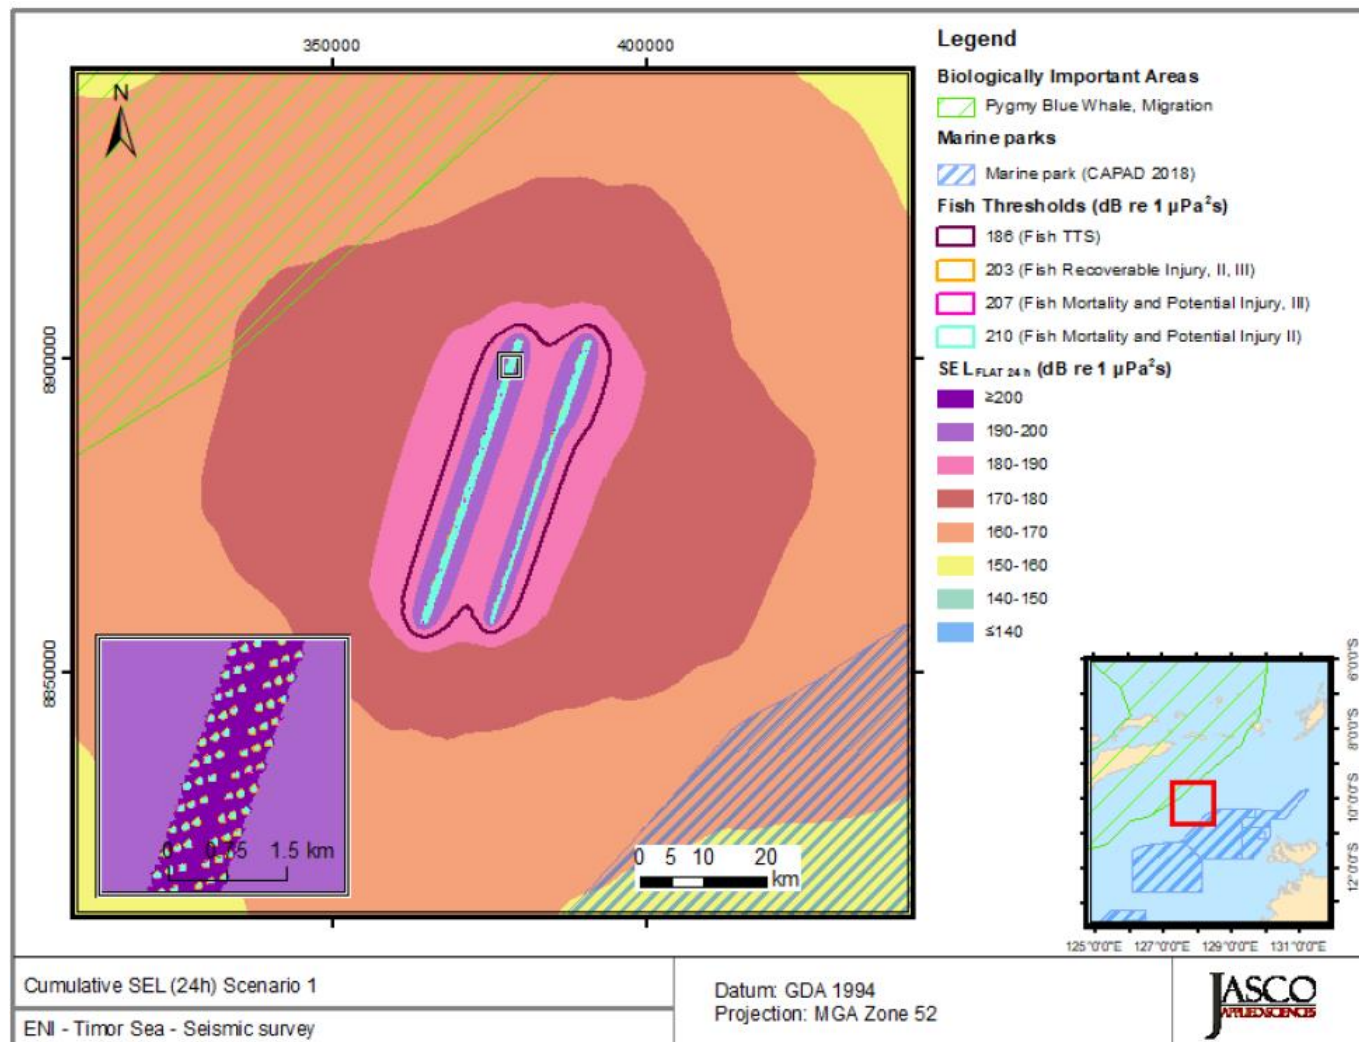 350000
400000
N
8900000
8850000
0 0.75 1.5 km
0 5 10 20
km
Legend
Biologically Important Areas
Pygmy Blue Whale, Migration
Marine parks
Marine park (CAPAD 2018)
Fish Thresholds (dB re 1 µPa²s)
186 (Fish TTS)
203 (Fish Recoverable Injury, II, III)
207 (Fish Mortality and Potential Injury, III)
210 (Fish Mortality and Potential Injury II)
SEL FLAT 24 h (dB re 1 µPa²s)
≥200
190-200
180-190
170-180
160-170
150-160
140-150
≤140
6°0'0"S
8°0'0"S
10°0'0"S
12°0'0"S
125°0'0"E 127°0'0"E 129°0'0"E 131°0'0"E
Cumulative SEL (24h) Scenario 1
ENI - Timor Sea - Seismic survey
Datum: GDA 1994
Projection: MGA Zone 52
JASCO
APPLIED SCIENCES